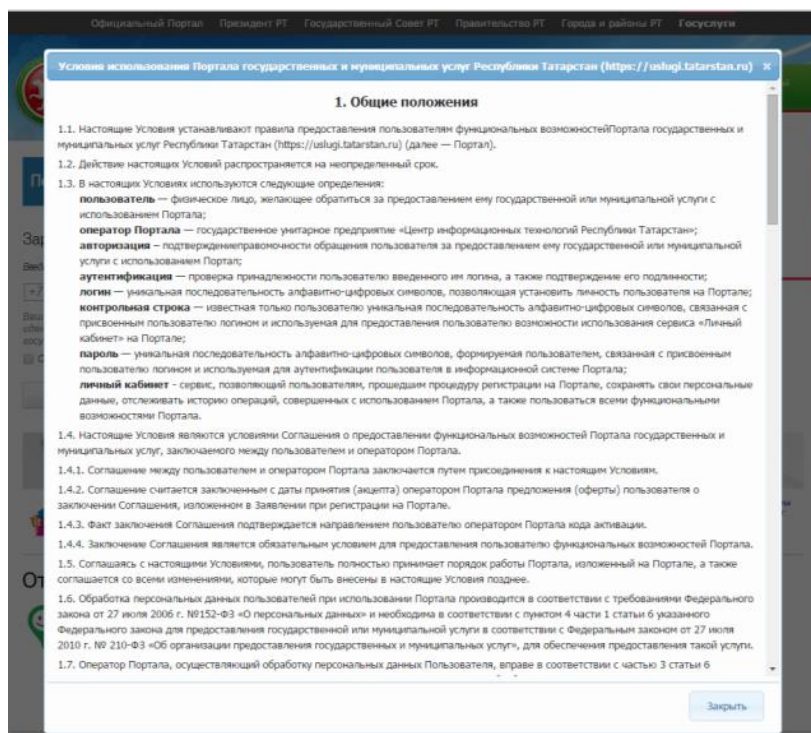 Официальный Портал Президент РТ Государственный Совет РТ Правительство РТ Города и районы РТ Госуслуги
Условия использования Портала государственных и муниципальных услуг Республики Татарстан (https://uslugi.tatarstan.ru)
1. Общие положения
1.1. Настоящие Условия устанавливают правила предоставления пользователям функциональных возможностейПортала государственных и
муниципальных услуг Республики Татарстан (https://uslugi.tatarstan.ru) (далее — Портал).
1.2. Действие настоящих Условий распространяется на неопределенный срок.
1.3. В настоящих Условиях используются следующие определения:
пользователь — физическое лицо, желающее обратиться за предоставлением ему государственной или муниципальной услуги с
использованием Портала;
оператор Портала — государственное унитарное предприятие «Центр информационных технологий Республики Татарстан»;
авторизация – подтверждениеправомочности обращения пользователя за предоставлением ему государственной или муниципальной
услуги с использованием Портал;
аутентификация — проверка принадлежности пользователю введенного им логина, а также подтверждение его подлинности;
логин — уникальная последовательность алфавитно-цифровых символов, позволяющая установить личность пользователя на Портале;
контрольная строка — известная только пользователю уникальная последовательность алфавитно-цифровых символов, связанная с
присвоенным пользователю логином и используемая для предоставления пользователю возможности использования сервиса «Личный
кабинет» на Портале;
пароль — уникальная последовательность алфавитно-цифровых символов, формируемая пользователем, связанная с присвоенным
пользователю логином и используемая для аутентификации пользователя в информационной системе Портала;
личный кабинет - сервис, позволяющий пользователям, прошедшим процедуру регистрации на Портале, сохранять свои персональные
данные, отслеживать историю операций, совершенных с использованием Портала, а также пользоваться всеми функциональными
возможностями Портала.
1.4. Настоящие Условия являются условиями Соглашения о предоставлении функциональных возможностей Портала государственных и
муниципальных услуг, заключаемого между пользователем и оператором Портала.
1.4.1. Соглашение между пользователем и оператором Портала заключается путем присоединения к настоящим Условиям.
1.4.2. Соглашение считается заключенным с даты принятия (акцепта) оператором Портала предложения (оферты) пользователя о
заключении Соглашения, изложенном в Заявлении при регистрации на Портале.
1.4.3. Факт заключения Соглашения подтверждается направлением пользователю оператором Портала кода активации.
1.4.4. Заключение Соглашения является обязательным условием для предоставления пользователю функциональных возможностей Портала.
1.5. Соглашаясь с настоящими Условиями, пользователь полностью принимает порядок работы Портала, изложенный на Портале, а также
соглашается со всеми изменениями, которые могут быть внесены в настоящие Условия позднее.
1.6. Обработка персональных данных пользователей при использовании Портала производится в соответствии с требованиями Федерального
закона от 27 июля 2006 г. №152-ФЗ «О персональных данных» и необходима в соответствии с пунктом 4 части 1 статьи 6 указанного
Федерального закона для предоставления государственной или муниципальной услуги в соответствии с Федеральным законом от 27 июля
2010 г. № 210-ФЗ «Об организации предоставления государственных и муниципальных услуг», для обеспечения предоставления такой услуги.
1.7. Оператор Портала, осуществляющий обработку персональных данных Пользователя, вправе в соответствии с частью 3 статьи 6
Закрыть